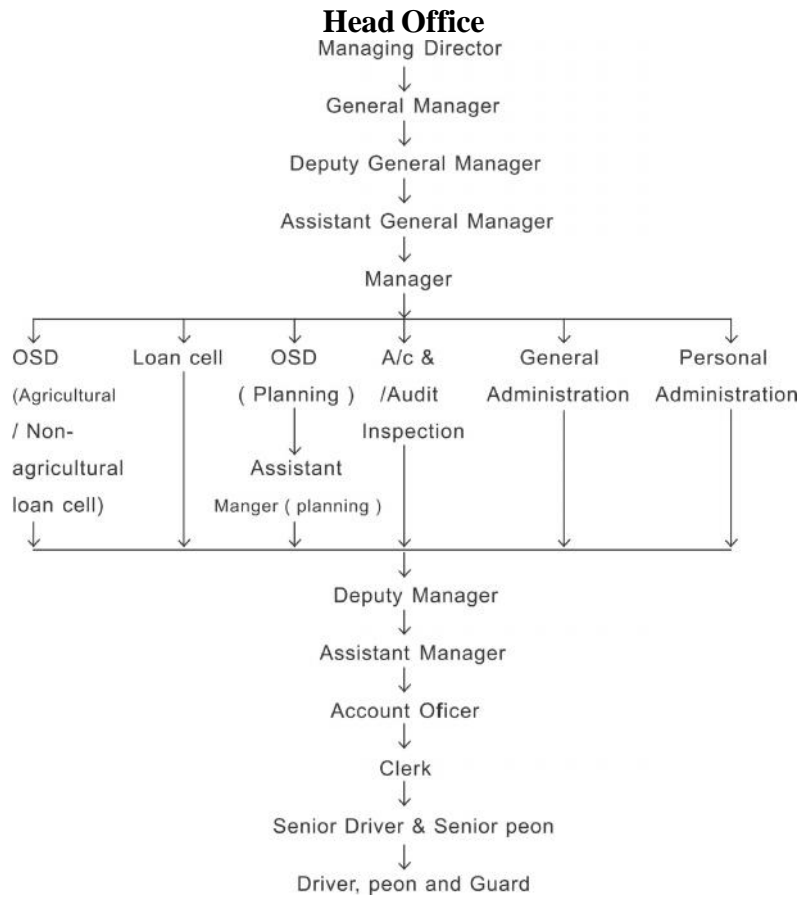 Head Office
Managing Director
General Manager
Deputy General Manager
Assistant General Manager
Manager
OSD
(Agricultural
/ Non-
agricultural
loan cell)
Loan cell
OSD
( Planning )
Assistant
Manger ( planning )
A/c &
/Audit
Inspection
General
Administration
Personal
Administration
Deputy Manager
Assistant Manager
Account Oficer
Clerk
Senior Driver & Senior peon
Driver, peon and Guard